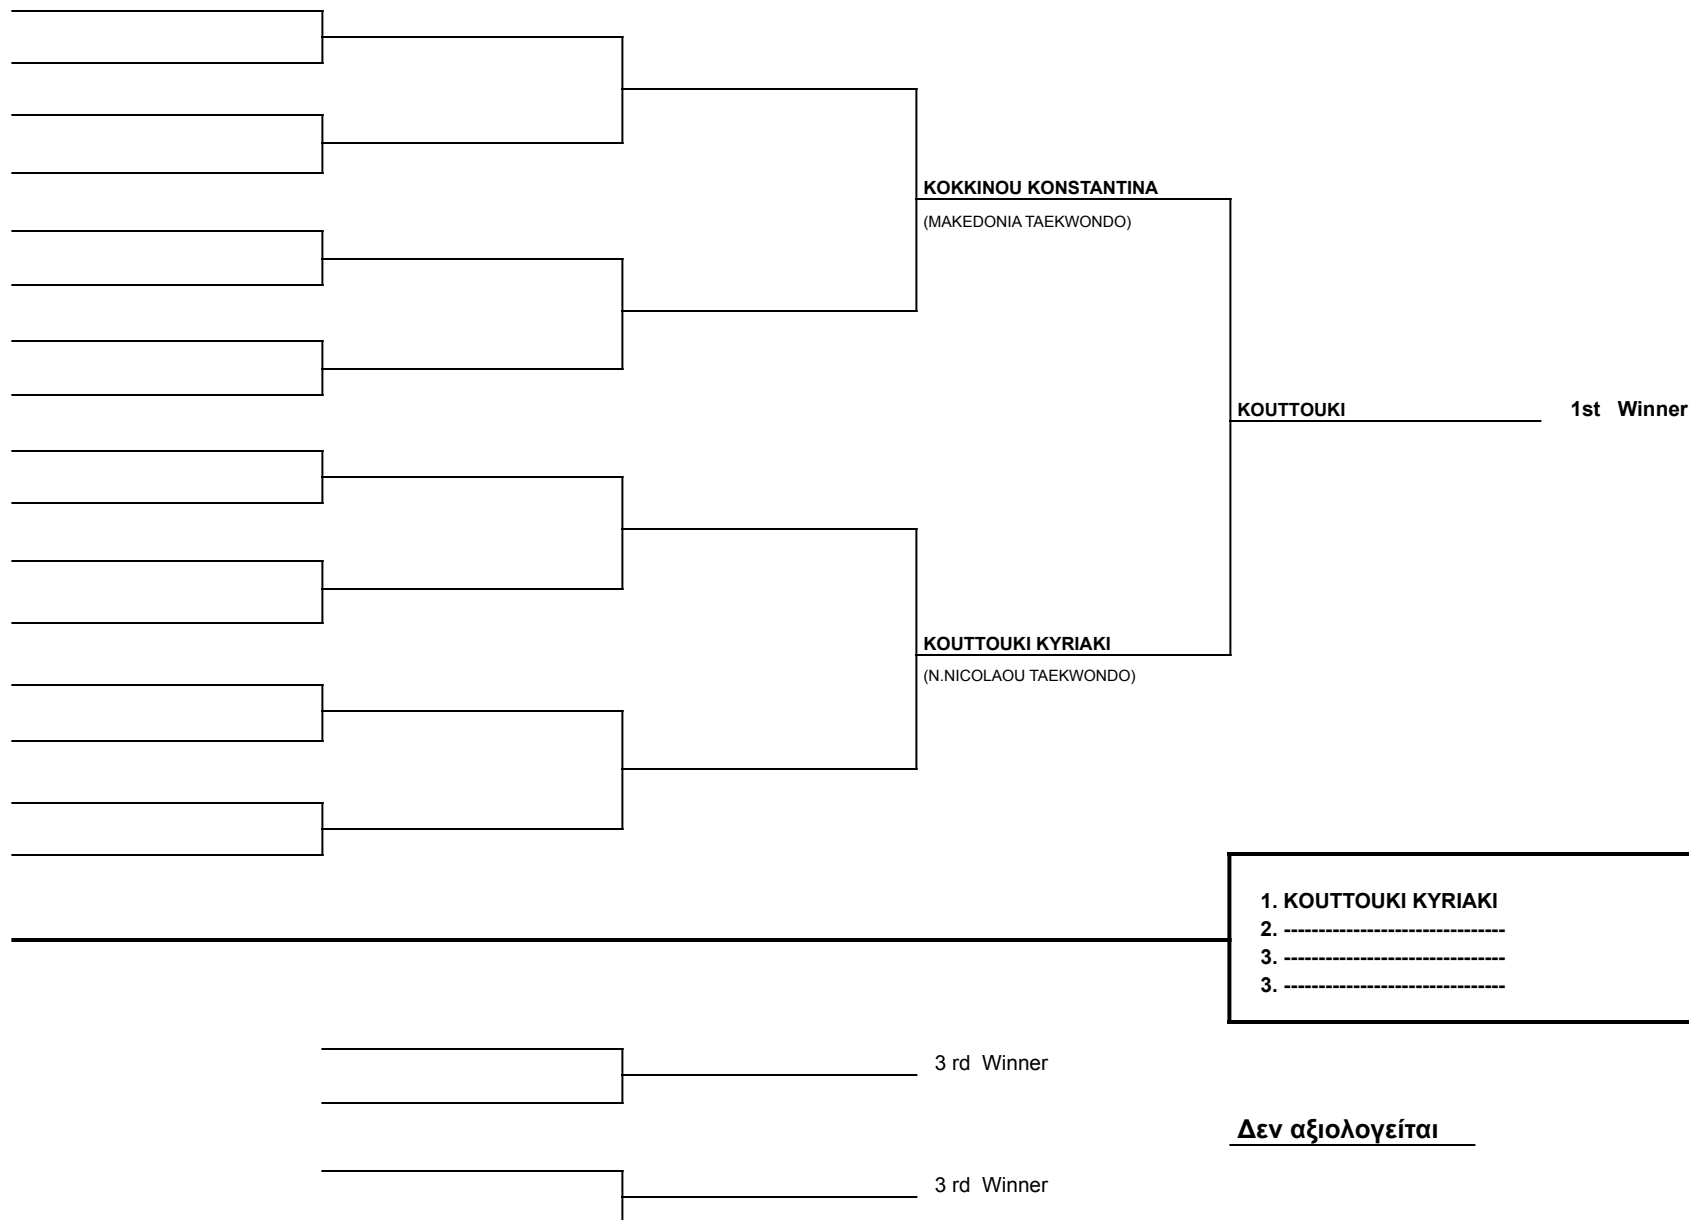 KOKKINOU KONSTANTINA
(MAKEDONIA TAEKWONDO)
KOUTTOUKI
1st Winner
KOUTTOUKI KYRIAKI
(N.NICOLAOU TAEKWONDO)
1. KOUTTOUKI KYRIAKI
2. --------------------------------
3. --------------------------------
3. --------------------------------
3 rd Winner
Δεν αξιολογείται
3 rd Winner